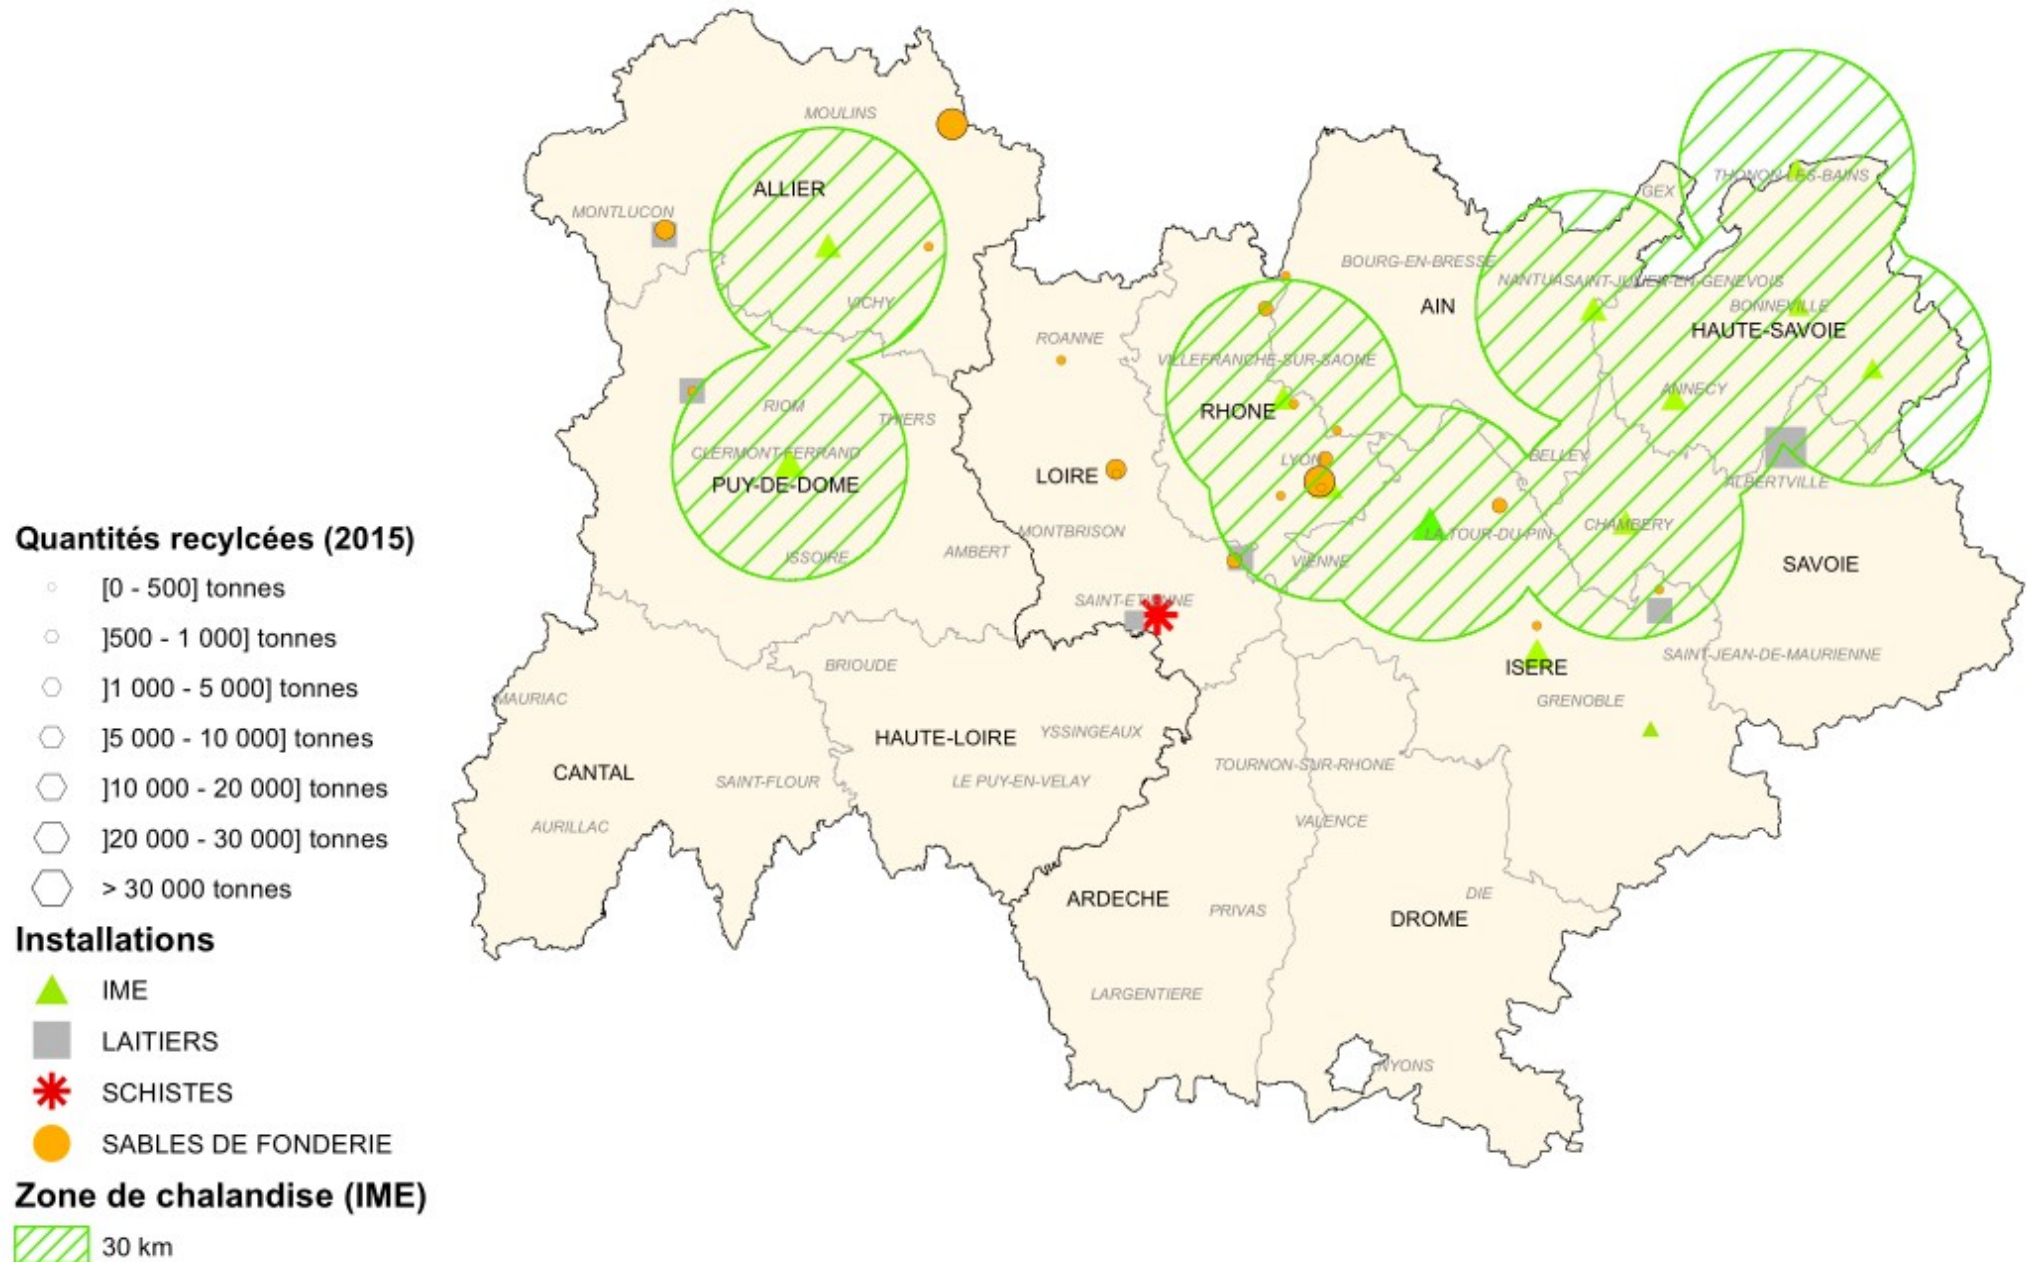 MOULINS
ALLIER
MONTLUCON
VICHY
GEX
THONON-LES-BAINS
BOURG-EN-BRESSE
NANTUA
SAINT-JULIEN-EN-GENEVOIS
BONNEVILLE
AIN
HAUTE-SAVOIE
ROANNE
VILLEFRANCHE-SUR-SAONE
ANNECY
RIOM
THIERS
RHONE
CLERMONT-FERRAND
LYON
BELLEY
PUY-DE-DOME
LOIRE
ALBERTVILLE
MONTBRISON
CHAMBERY
LA-TOUR-DU-PIN
ISSOIRE
AMBERT
VIENNE
SAVOIE
SAINT-ETIENNE
BRIOUDE
ISERE
SAINT-JEAN-DE-MAURIENNE
MAURIAC
GRENOBLE
HAUTE-LOIRE
YSSINGEAUX
CANTAL
SAINT-FLOUR
LE PUY-EN-VELAY
TOURNON-SUR-RHONE
AURILLAC
VALENCE
ARDECHE
PRIVAS
DROME
DIE
LARGENTIERE
NYONS
Quantités recylcées (2015)
[0 - 500] tonnes
]500 - 1 000] tonnes
]1 000 - 5 000] tonnes
]5 000 - 10 000] tonnes
]10 000 - 20 000] tonnes
]20 000 - 30 000] tonnes
> 30 000 tonnes
Installations
IME
LAITIERS
SCHISTES
SABLES DE FONDERIE
Zone de chalandise (IME)
30 km